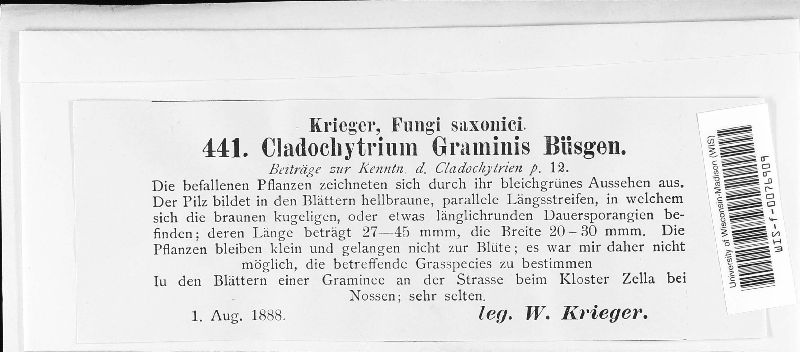 Krieger, Fungi saxonici.
441. Cladochytrium Graminis Büsgen.
Beiträge zur Kenntn. d. Cladochytrien p. 12.
Die befallenen Pflanzen zeichneten sich durch ihr bleichgrünes Aussehen aus.
Der Pilz bildet in den Blättern hellbraune, parallele Längsstreifen, in welchem
sich die braunen kugeligen, oder etwas länglichrunden Dauersporangien be-
finden; deren Länge beträgt 27—45 mmm, die Breite 20–30 mmm. Die
Pflanzen bleiben klein und gelangen nicht zur Blüte; es war mir daher nicht
möglich, die betreffende Grasspecies zu bestimmen
Iu den Blättern einer Graminee an der Strasse beim Kloster Zella bei
Nossen; sehr selten.
1. Aug. 1888. leg. W. Krieger.
University of Wisconsin-Madison (WIS)
WIS-f-0076909